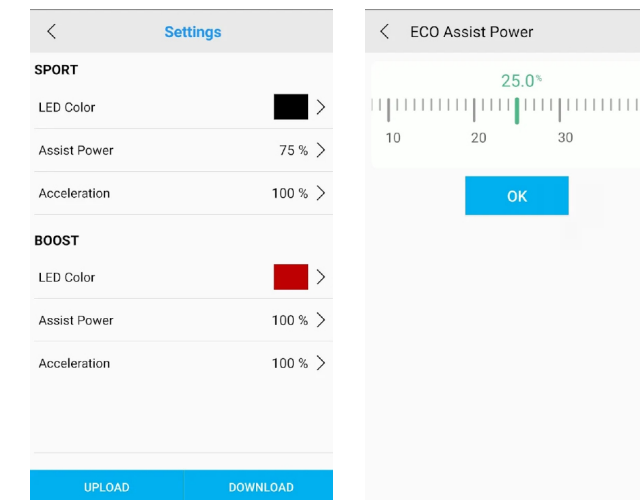 Settings
SPORT
LED Color
Assist Power 75 %
Acceleration 100 %
BOOST
LED Color
Assist Power 100 %
Acceleration 100 %
UPLOAD DOWNLOAD
ECO Assist Power
25.0%
10 20 30
OK